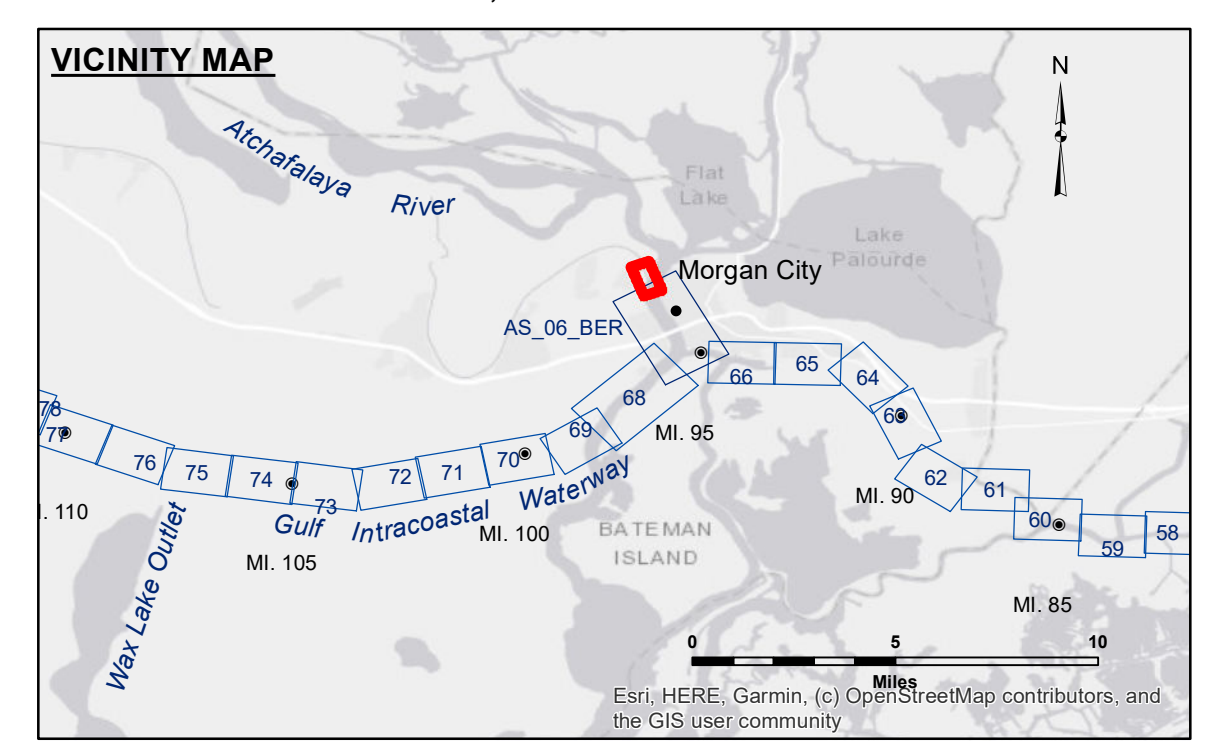 VICINITY MAP
N
Atchafalaya
River
Flat
Lake
Lake
Palourde
Morgan City
AS_06_BER
66
65
64
63
62
61
60
59
58
68
69
70
71
72
73
74
75
76
77
78
MI. 95
MI. 90
MI. 85
MI. 100
MI. 105
. 110
Gulf Intracoastal Waterway
Wax Lake Outlet
BATEMAN
ISLAND
0 5 10
Miles
Esri, HERE, Garmin, (c) OpenStreetMap contributors, and
the GIS user community